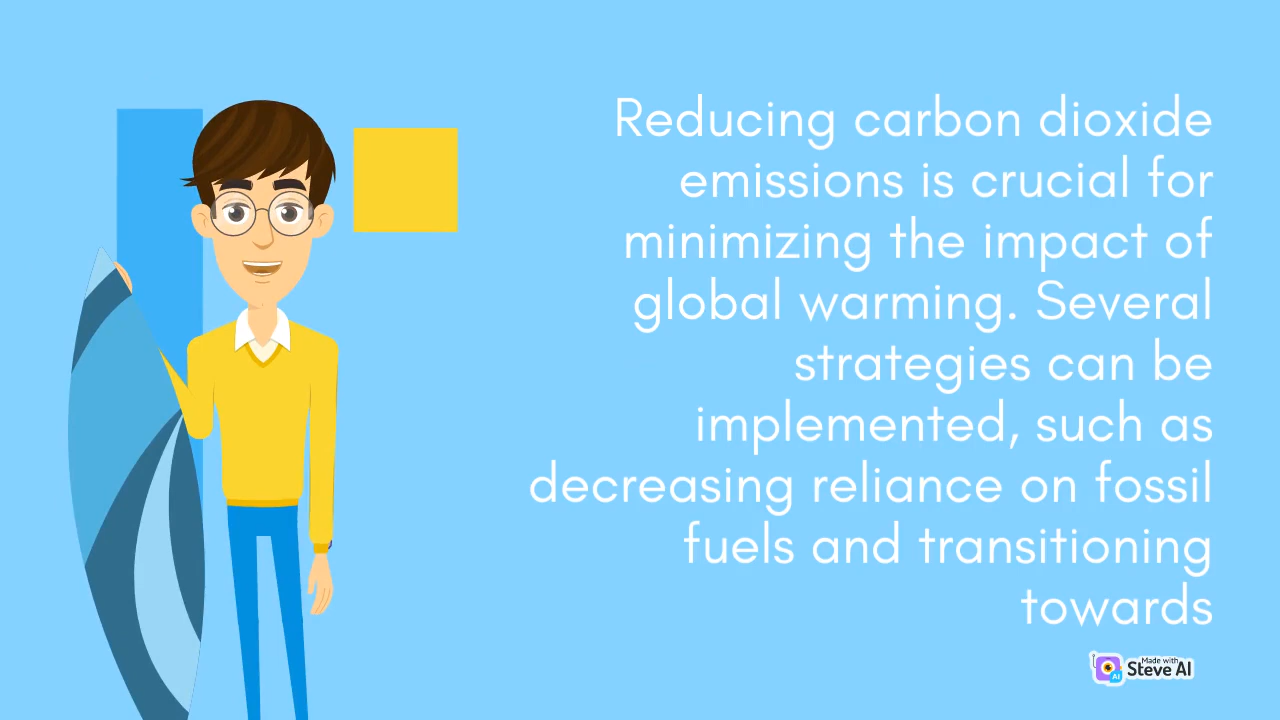 Reducing carbon dioxide
emissions is crucial for
minimizing the impact of
global warming. Several
strategies can be
implemented, such as
decreasing reliance on fossil
fuels and transitioning
towards
Made with
Steve AI
AI